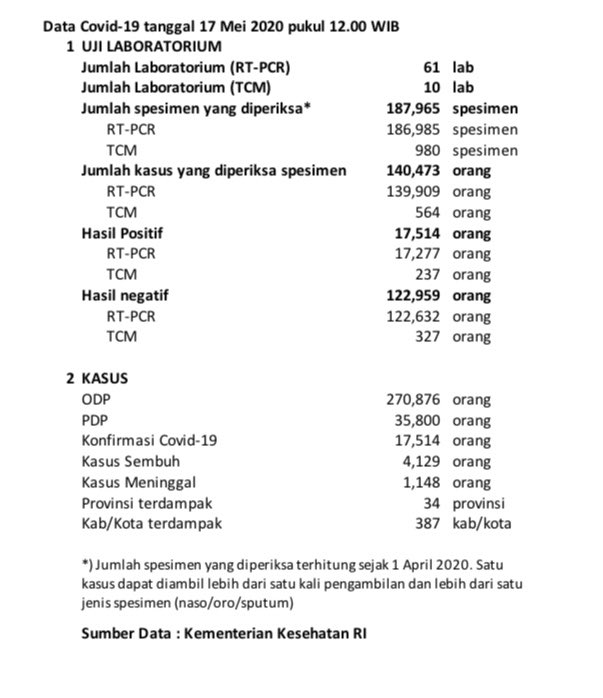 Data Covid-19 tanggal 17 Mei 2020 pukul 12.00 WIB
1 UJI LABORATORIUM
Jumlah Laboratorium (RT-PCR) 61 lab
Jumlah Laboratorium (TCM) 10 lab
Jumlah spesimen yang diperiksa* 187,965 spesimen
RT-PCR 186,985 spesimen
TCM 980 spesimen
Jumlah kasus yang diperiksa spesimen 140,473 orang
RT-PCR 139,909 orang
TCM 564 orang
Hasil Positif 17,514 orang
RT-PCR 17,277 orang
TCM 237 orang
Hasil negatif 122,959 orang
RT-PCR 122,632 orang
TCM 327 orang
2 KASUS
ODP 270,876 orang
PDP 35,800 orang
Konfirmasi Covid-19 17,514 orang
Kasus Sembuh 4,129 orang
Kasus Meninggal 1,148 orang
Provinsi terdampak 34 provinsi
Kab/Kota terdampak 387 kab/kota
*) Jumlah spesimen yang diperiksa terhitung sejak 1 April 2020. Satu
kasus dapat diambil lebih dari satu kali pengambilan dan lebih dari satu
jenis spesimen (naso/oro/sputum)
Sumber Data : Kementerian Kesehatan RI